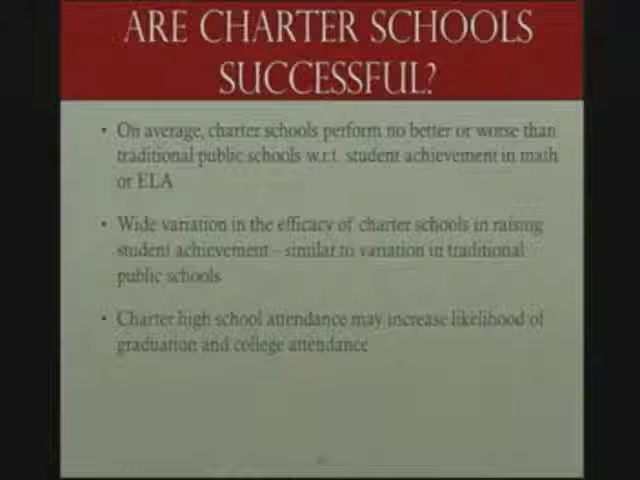 ARE CHARTER SCHOOLS
SUCCESSFUL?
• On average, charter schools perform no better or worse than
traditional public schools w.r.t. student achievement in math
or ELA
• Wide variation in the efficacy of charter schools in raising
student achievement – similar to variation in traditional
public schools
• Charter high school attendance may increase likelihood of
graduation and college attendance